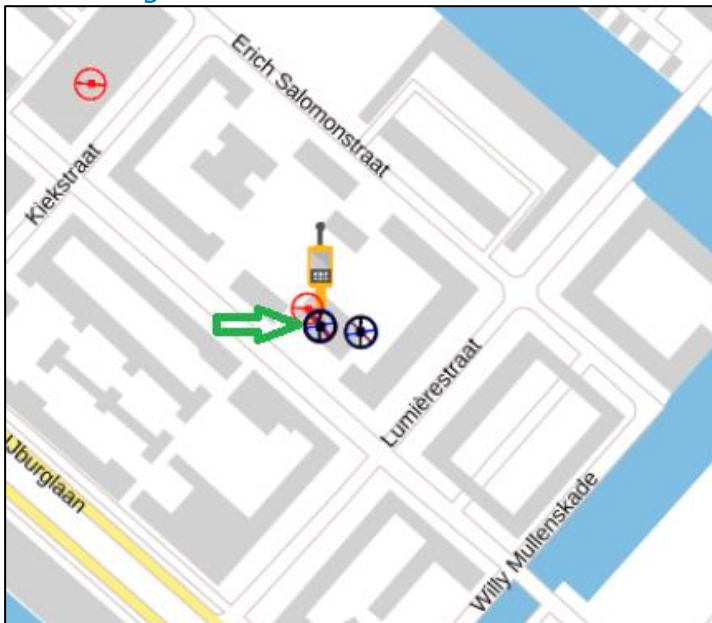 Erich Salomonstraat
Kiekstraat
Lumièrestraat
IJburglaan
Willy Mullenskade